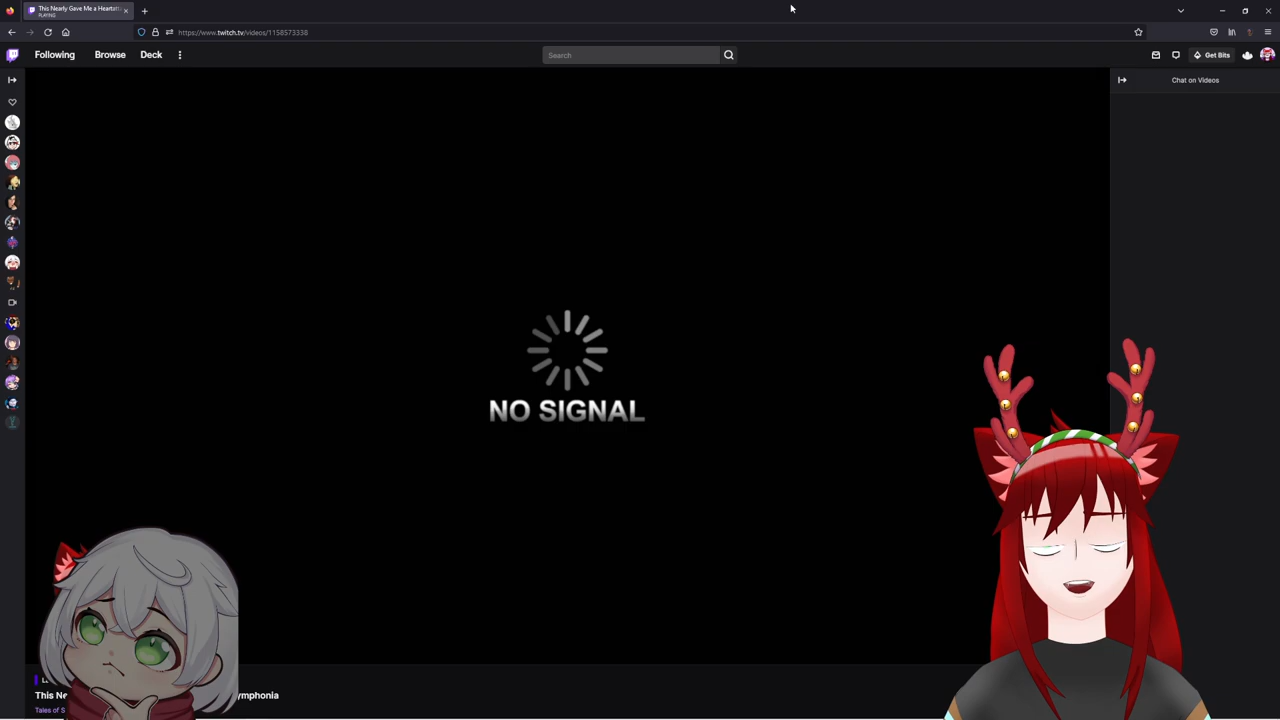 This Nearly Gave Me a Heartatt
PLAYING
https://www.twitch.tv/videos/1158573338
Following
Browse
Deck
Search
Get Bits
Chat on Videos
NO SIGNAL
This Ne
ymphonia
Tales of S